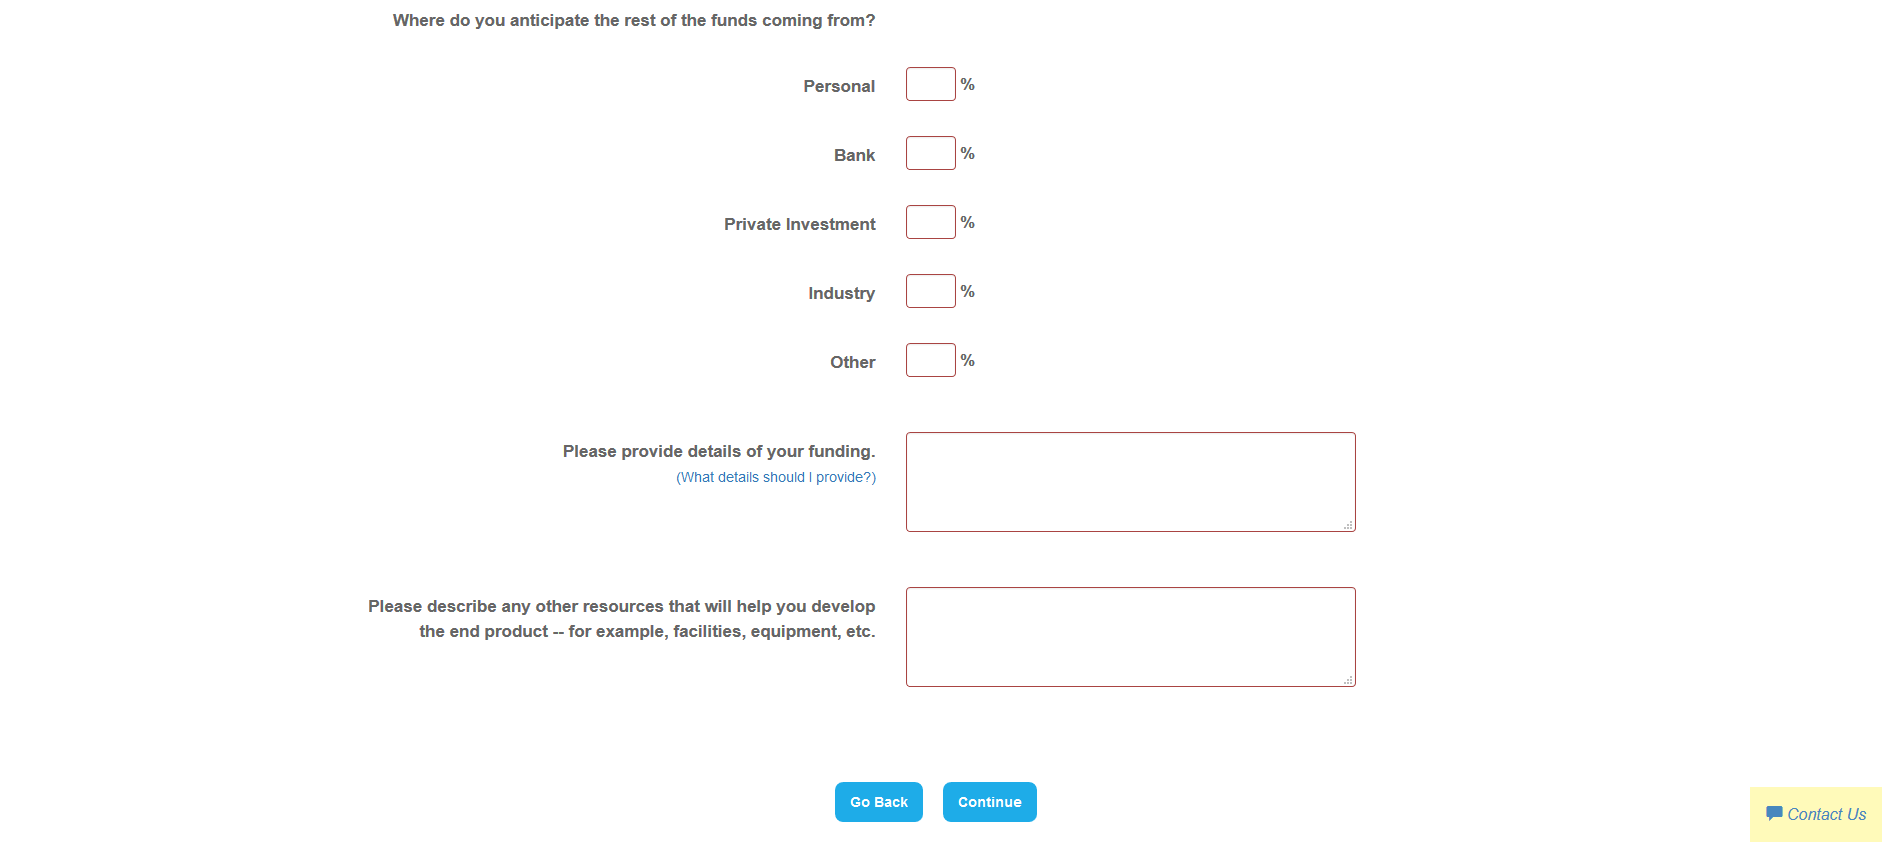 Where do you anticipate the rest of the funds coming from?
Personal %
Bank %
Private Investment %
Industry %
Other %
Please provide details of your funding.
(What details should I provide?)
Please describe any other resources that will help you develop
the end product -- for example, facilities, equipment, etc.
Go Back Continue
Contact Us